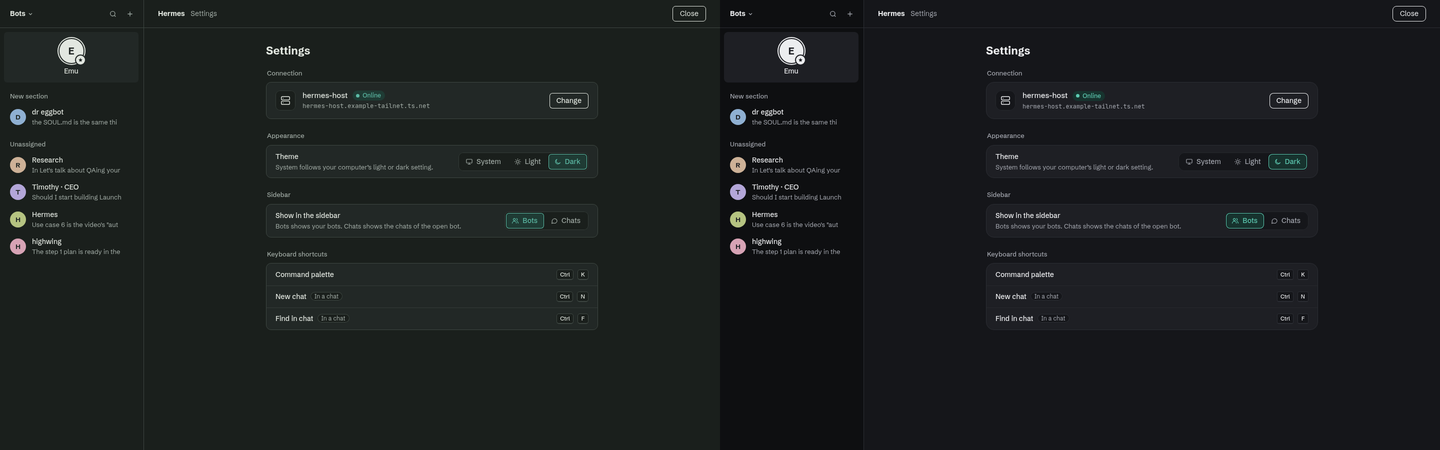 Bots
Hermes Settings
Close
E
Emu
New section
D
dr eggbot
the SOUL.md is the same thi
Unassigned
R
Research
In Let's talk about QAing your
T
Timothy · CEO
Should I start building Launch
H
Hermes
Use case 6 is the video's "aut
H
highwing
The step 1 plan is ready in the
Settings
Connection
hermes-host Online
hermes-host.example-tailnet.ts.net
Change
Appearance
Theme
System follows your computer's light or dark setting.
System Light Dark
Sidebar
Show in the sidebar
Bots shows your bots. Chats shows the chats of the open bot.
Bots Chats
Keyboard shortcuts
Command palette Ctrl K
New chat In a chat Ctrl N
Find in chat In a chat Ctrl F
Bots
Hermes Settings
Close
E
Emu
New section
D
dr eggbot
the SOUL.md is the same thi
Unassigned
R
Research
In Let's talk about QAing your
T
Timothy · CEO
Should I start building Launch
H
Hermes
Use case 6 is the video's "aut
H
highwing
The step 1 plan is ready in the
Settings
Connection
hermes-host Online
hermes-host.example-tailnet.ts.net
Change
Appearance
Theme
System follows your computer's light or dark setting.
System Light Dark
Sidebar
Show in the sidebar
Bots shows your bots. Chats shows the chats of the open bot.
Bots Chats
Keyboard shortcuts
Command palette Ctrl K
New chat In a chat Ctrl N
Find in chat In a chat Ctrl F